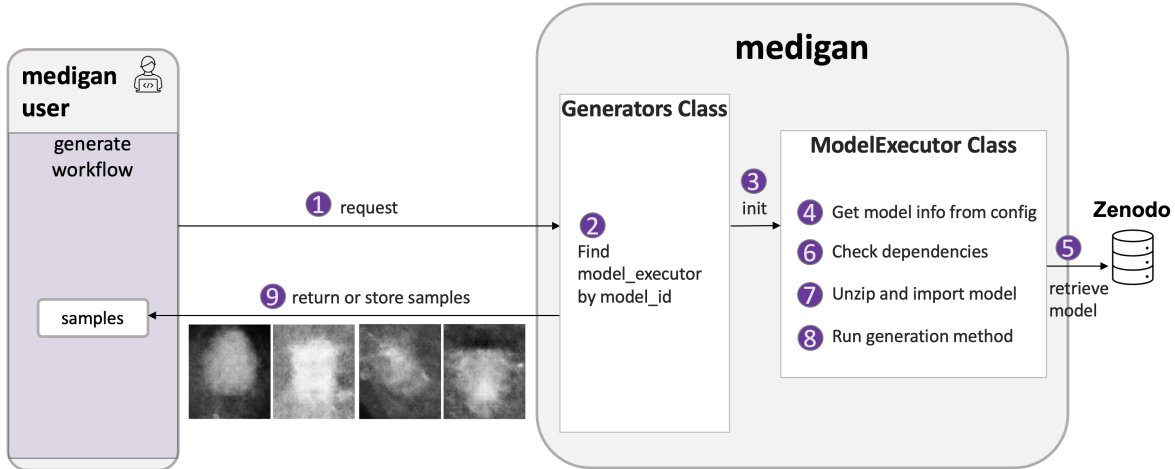 medigan
medigan
user
</>
generate
workflow
Generators Class
ModelExecutor Class
1 request
3
init
2
Find
model_executor
by model_id
4 Get model info from config
6 Check dependencies
7 Unzip and import model
8 Run generation method
Zenodo
5
retrieve
model
9 return or store samples
samples